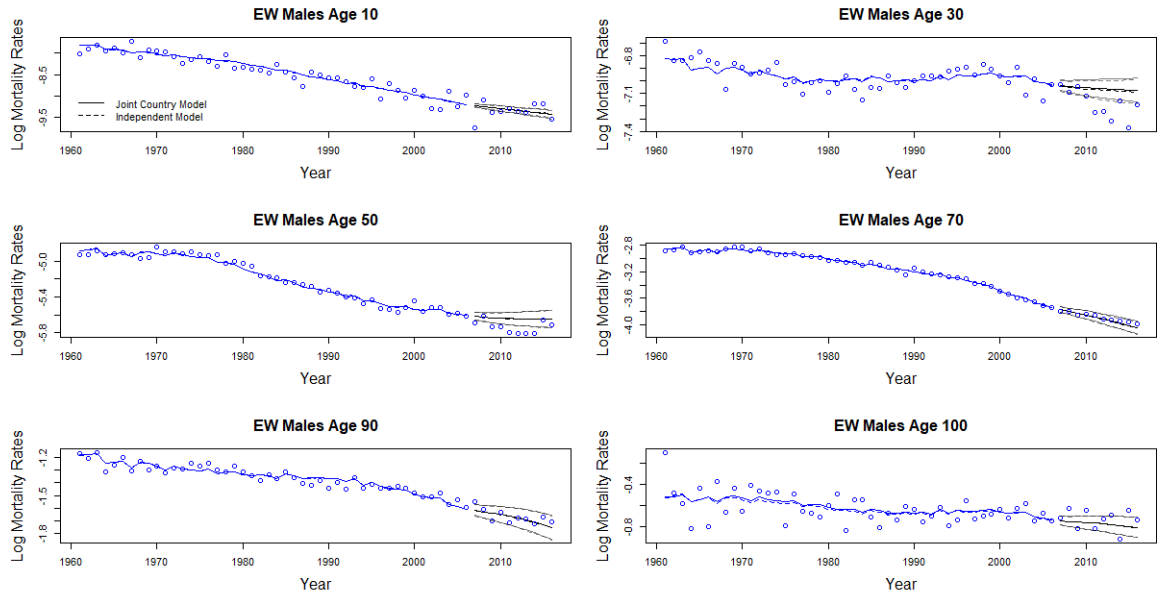 EW Males Age 10
Log Mortality Rates
-8.5
-9.5
Joint Country Model
Independent Model
1960 1970 1980 1990 2000 2010
Year
EW Males Age 30
Log Mortality Rates
-6.8
-7.1
-7.4
1960 1970 1980 1990 2000 2010
Year
EW Males Age 50
Log Mortality Rates
-5.0
-5.4
-5.8
1960 1970 1980 1990 2000 2010
Year
EW Males Age 70
Log Mortality Rates
-2.8
-3.2
-3.6
-4.0
1960 1970 1980 1990 2000 2010
Year
EW Males Age 90
Log Mortality Rates
-1.2
-1.5
-1.8
1960 1970 1980 1990 2000 2010
Year
EW Males Age 100
Log Mortality Rates
-0.4
-0.8
1960 1970 1980 1990 2000 2010
Year